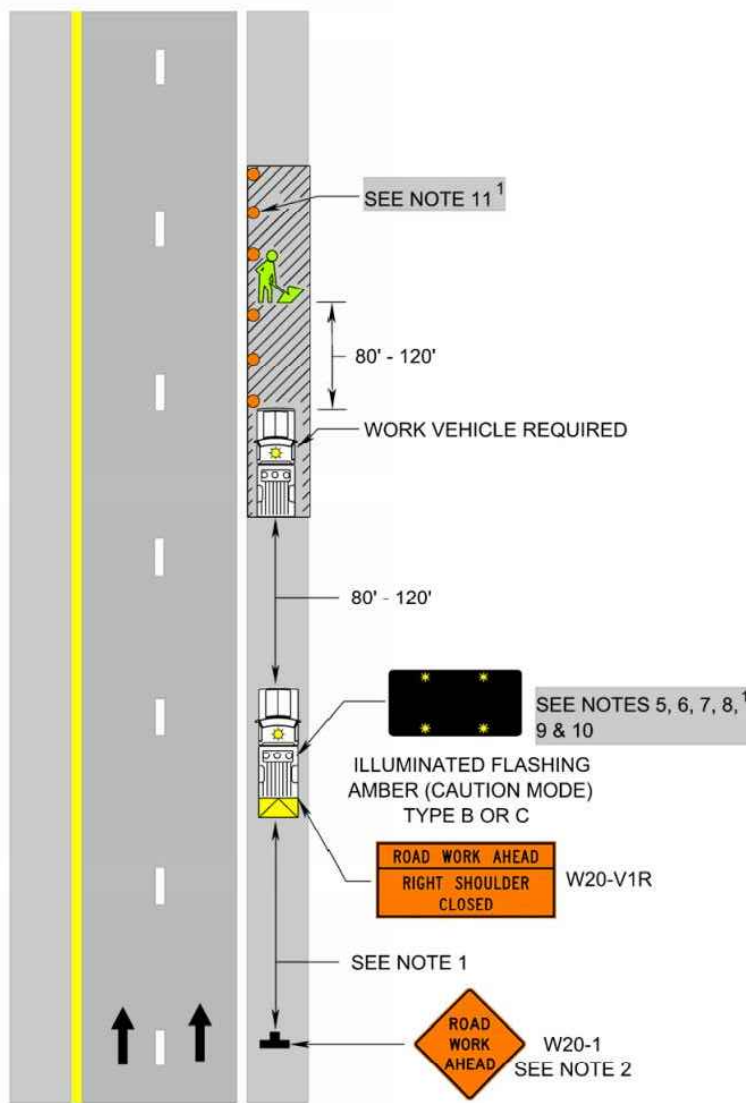 SEE NOTE 11 1
80' - 120'
WORK VEHICLE REQUIRED
80' - 120'
SEE NOTES 5, 6, 7, 8, 1
9 & 10
ILLUMINATED FLASHING
AMBER (CAUTION MODE)
TYPE B OR C
ROAD WORK AHEAD
RIGHT SHOULDER
CLOSED
W20-V1R
SEE NOTE 1
ROAD
WORK
AHEAD
W20-1
SEE NOTE 2